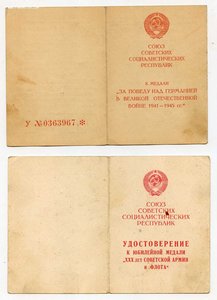 СОЮЗ
СОВЕТСКИХ
СОЦИАЛИСТИЧЕСКИХ
РЕСПУБЛИК
К МЕДАЛИ
„ЗА ПОБЕДУ НАД ГЕРМАНИЕЙ
В ВЕЛИКОЙ ОТЕЧЕСТВЕННОЙ
ВОЙНЕ 1941—1945 гг.“
У №0363967 *
СОЮЗ
СОВЕТСКИХ
СОЦИАЛИСТИЧЕСКИХ
РЕСПУБЛИК
УДОСТОВЕРЕНИЕ
К ЮБИЛЕЙНОЙ МЕДАЛИ
„XXX лет СОВЕТСКОЙ АРМИИ
и ФЛОТА“